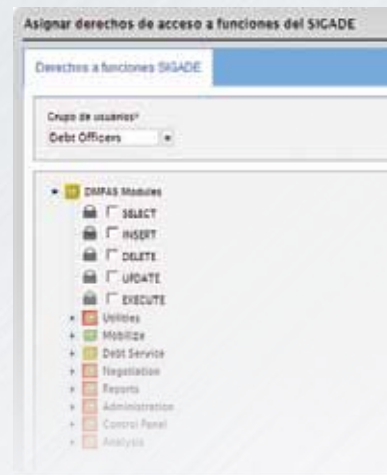 Asignar derechos de acceso a funciones del SIGADE
Derechos a funciones SIGADE
Grupo de usuarios*
Debt Officers
DMFAS Modules
SELECT
INSERT
DELETE
UPDATE
EXECUTE
Utilities
Mobilize
Debt Service
Negotiation
Reports
Administration
Control Panel
Analysis